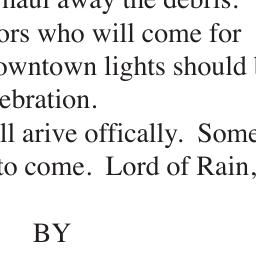 haul away the debris.
ors who will come for
owntown lights should b
ebration.
ll arive offically.  Some
to come.  Lord of Rain,
BY